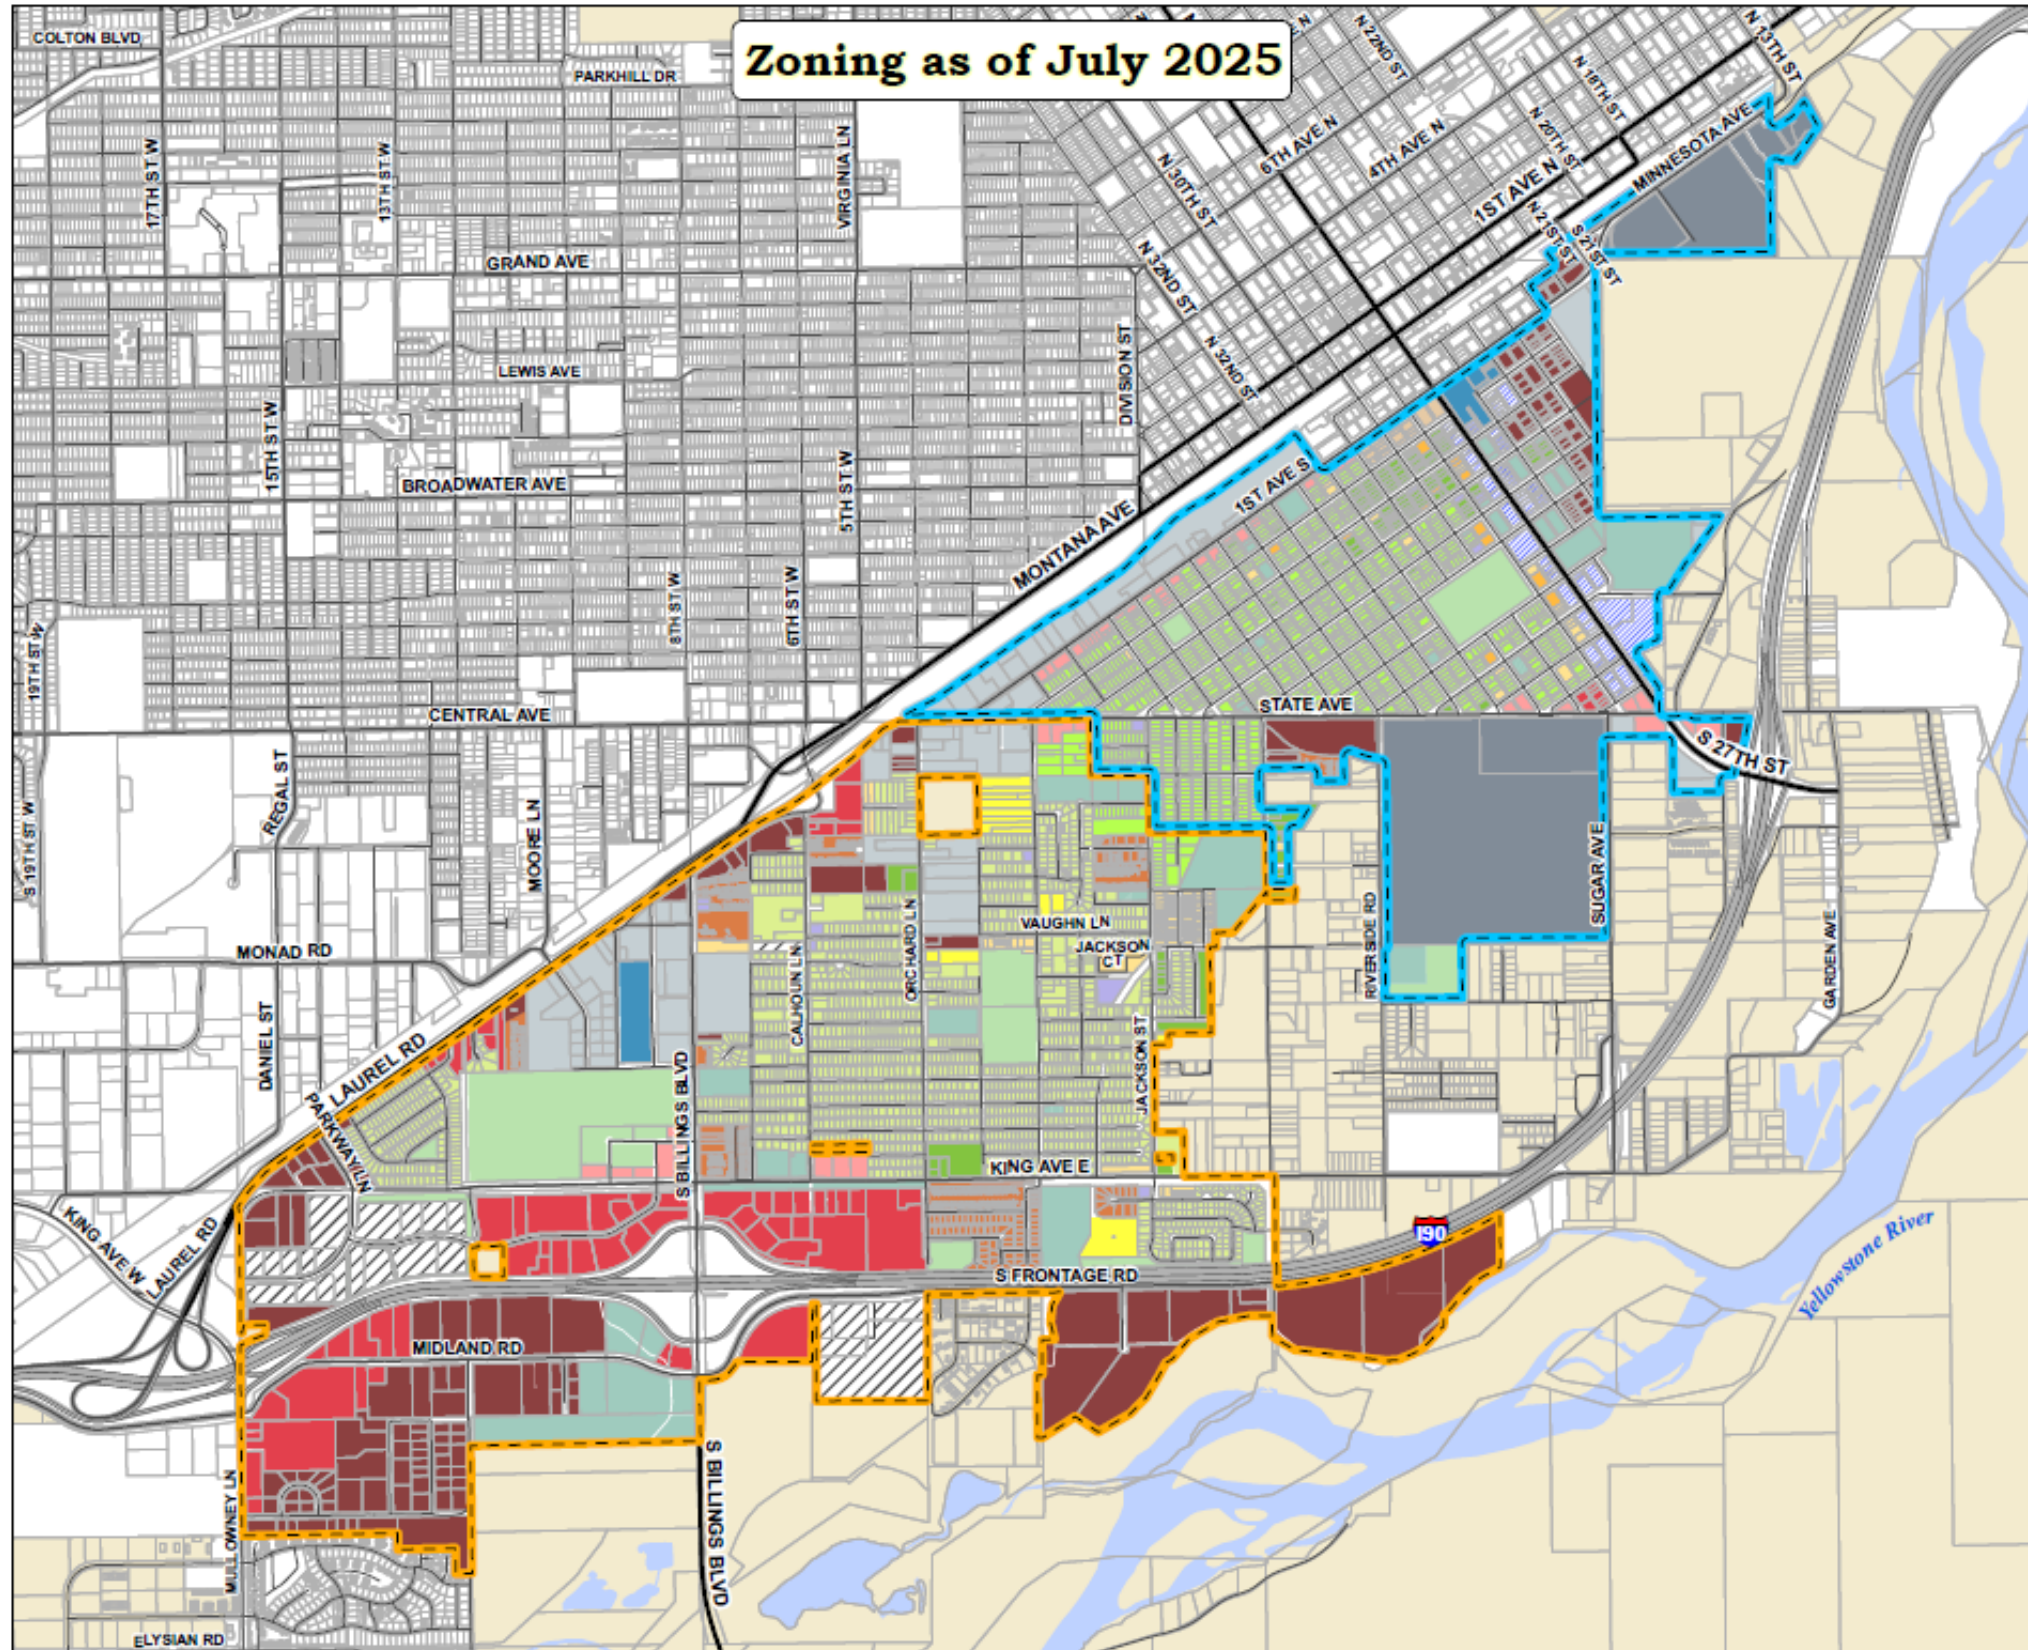 Zoning as of July 2025
COLTON BLVD
PARKHILL DR
N 22ND ST
N 18TH ST
N 13TH ST
17TH ST W
13TH ST W
VIRGINIA LN
N 30TH ST
6TH AVE N
4TH AVE N
N 20TH ST
MINNESOTA AVE
1ST AVE N
N 21ST ST
S 21ST ST
GRAND AVE
N 32ND ST
LEWIS AVE
DIVISION ST
N 32ND ST
15TH ST W
BROADWATER AVE
5TH ST W
1ST AVE S
MONTANA AVE
19TH ST W
8TH ST W
6TH ST W
CENTRAL AVE
STATE AVE
S 27TH ST
REGAL ST
S 19TH ST W
MOORE LN
SUGAR AVE
MONAD RD
CALHOUN LN
ORCHARD LN
VAUGHN LN
JACKSON
CT
RIVERSIDE RD
GARDEN AVE
DANIEL ST
LAUREL RD
PARKWAY LN
S BILLINGS BLVD
JACKSON ST
KING AVE E
KING AVE W
LAUREL RD
I90
S FRONTAGE RD
Yellowstone River
MIDLAND RD
MULLOWNEY LN
S BILLINGS BLVD
ELYSIAN RD